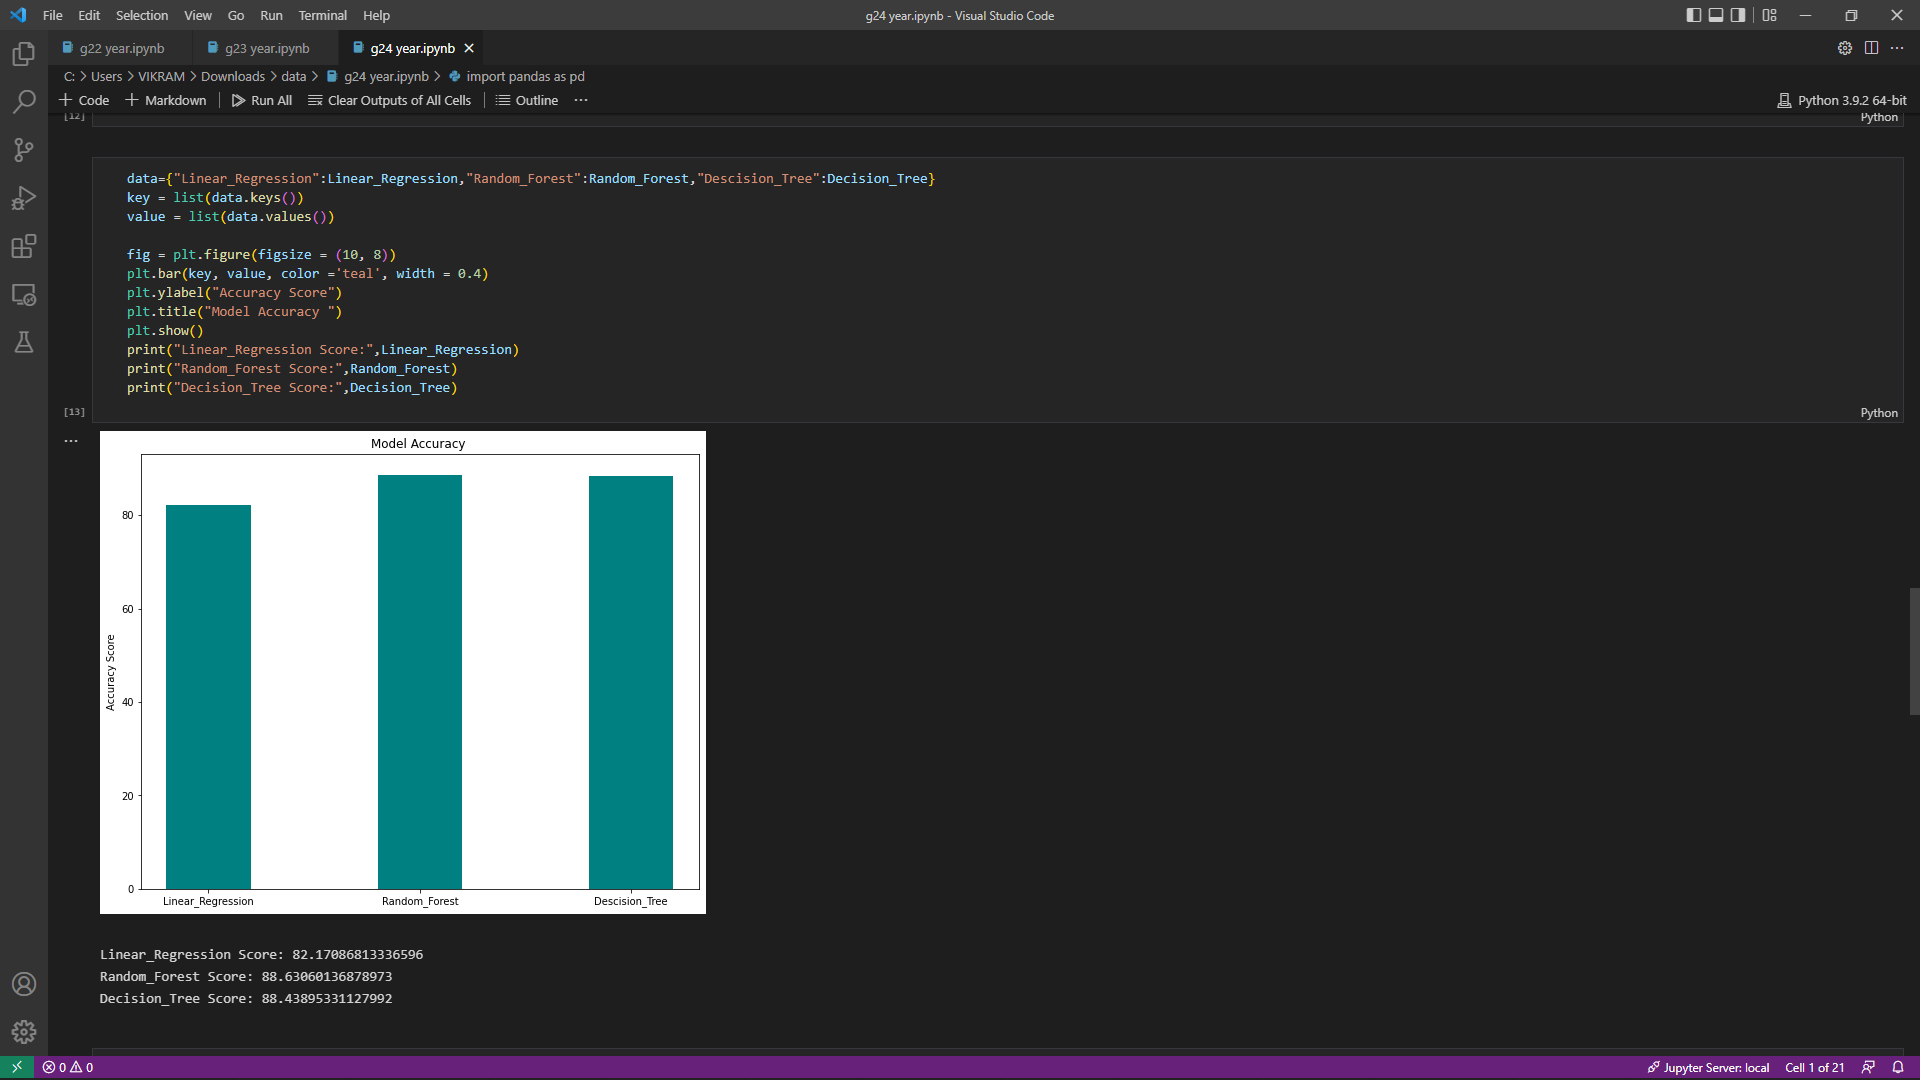 File Edit Selection View Go Run Terminal Help
g24 year.ipynb - Visual Studio Code
g22 year.ipynb
g23 year.ipynb
g24 year.ipynb
C: > Users > VIKRAM > Downloads > data > g24 year.ipynb > import pandas as pd
+ Code + Markdown Run All Clear Outputs of All Cells Outline ...
Python 3.9.2 64-bit
[12]
Python
data={"Linear_Regression":Linear_Regression,"Random_Forest":Random_Forest,"Descision_Tree":Decision_Tree}
key = list(data.keys())
value = list(data.values())
fig = plt.figure(figsize = (10, 8))
plt.bar(key, value, color ='teal', width = 0.4)
plt.ylabel("Accuracy Score")
plt.title("Model Accuracy ")
plt.show()
print("Linear_Regression Score:",Linear_Regression)
print("Random_Forest Score:",Random_Forest)
print("Decision_Tree Score:",Decision_Tree)
[13]
Python
...
Model Accuracy
80
60
40
20
0
Accuracy Score
Linear_Regression
Random_Forest
Descision_Tree
Linear_Regression Score: 82.17086813336596
Random_Forest Score: 88.63060136878973
Decision_Tree Score: 88.43895331127992
0 0
Jupyter Server: local
Cell 1 of 21